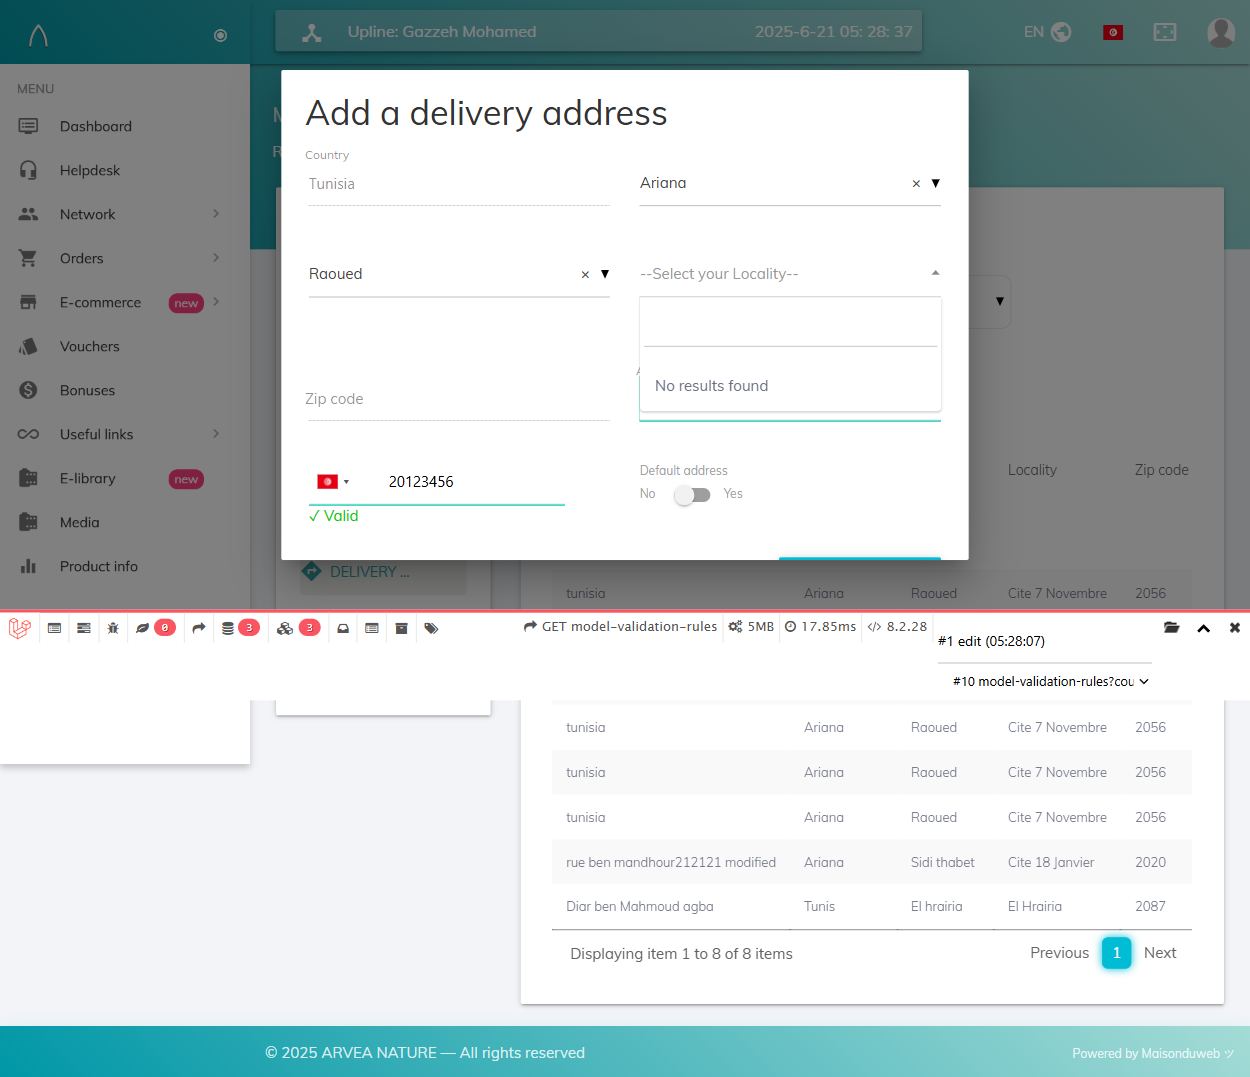 Upline: Gazzeh Mohamed
2025-6-21 05: 28: 37
EN
MENU
Dashboard
Helpdesk
Network
Orders
E-commerce new
Vouchers
Bonuses
Useful links
E-library new
Media
Product info
Add a delivery address
Country
Tunisia
Ariana × ▼
Raoued × ▼
--Select your Locality--
No results found
Zip code
20123456
✓ Valid
Default address
No Yes
Locality Zip code
DELIVERY ...
tunisia Ariana Raoued Cite 7 Novembre 2056
0 3 3
GET model-validation-rules 5MB 17.85ms </> 8.2.28
#1 edit (05:28:07)
#10 model-validation-rules?cou
tunisia Ariana Raoued Cite 7 Novembre 2056
tunisia Ariana Raoued Cite 7 Novembre 2056
tunisia Ariana Raoued Cite 7 Novembre 2056
rue ben mandhour212121 modified Ariana Sidi thabet Cite 18 Janvier 2020
Diar ben Mahmoud agba Tunis El hrairia El Hrairia 2087
Displaying item 1 to 8 of 8 items
Previous 1 Next
© 2025 ARVEA NATURE — All rights reserved
Powered by Maisonduweb ツ